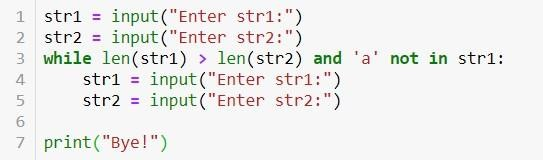 1 str1 = input("Enter str1:")
2 str2 = input("Enter str2:")
3 while len(str1) > len(str2) and 'a' not in str1:
4     str1 = input("Enter str1:")
5     str2 = input("Enter str2:")
6
7 print("Bye!")